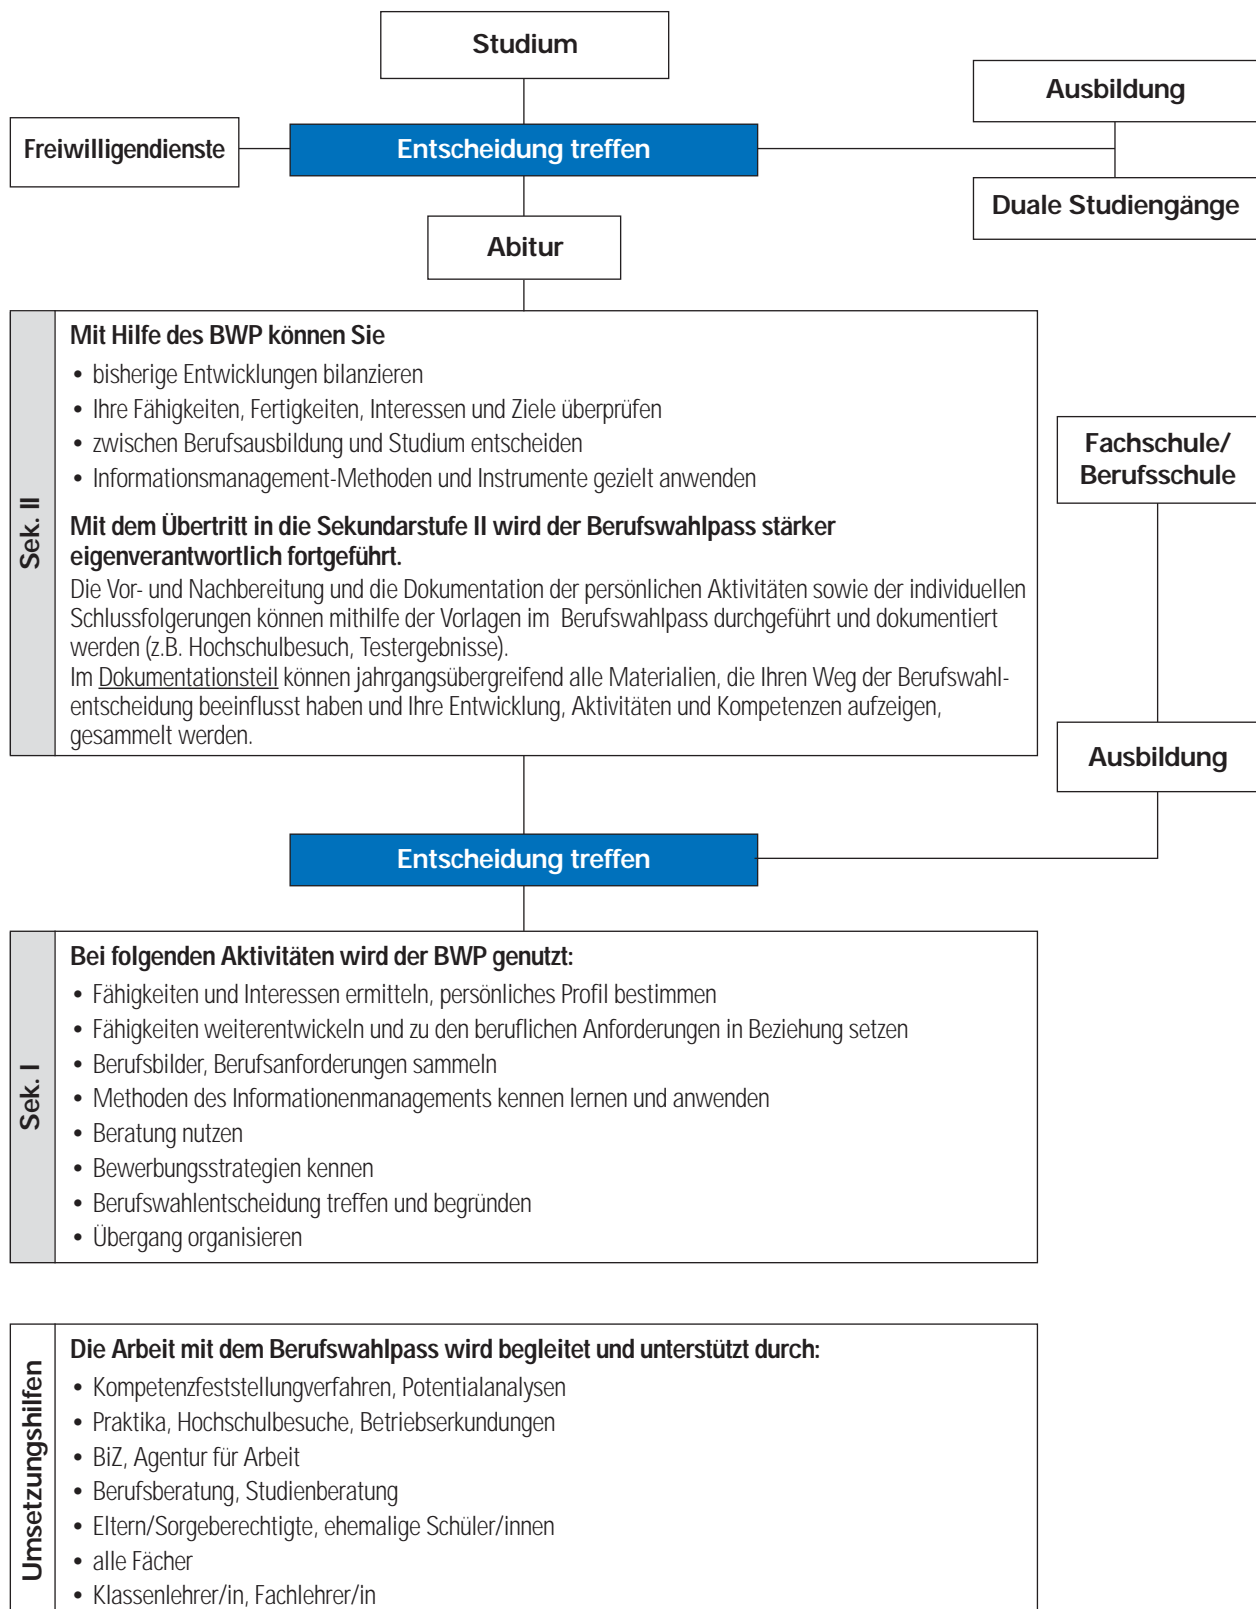 Studium
Ausbildung
Freiwilligendienste
Entscheidung treffen
Duale Studiengänge
Abitur
Sek. II
Mit Hilfe des BWP können Sie
• bisherige Entwicklungen bilanzieren
• Ihre Fähigkeiten, Fertigkeiten, Interessen und Ziele überprüfen
• zwischen Berufsausbildung und Studium entscheiden
• Informationsmanagement-Methoden und Instrumente gezielt anwenden
Mit dem Übertritt in die Sekundarstufe II wird der Berufswahlpass stärker
eigenverantwortlich fortgeführt.
Die Vor- und Nachbereitung und die Dokumentation der persönlichen Aktivitäten sowie der individuellen
Schlussfolgerungen können mithilfe der Vorlagen im Berufswahlpass durchgeführt und dokumentiert
werden (z.B. Hochschulbesuch, Testergebnisse).
Im Dokumentationsteil können jahrgangsübergreifend alle Materialien, die Ihren Weg der Berufswahl-
entscheidung beeinflusst haben und Ihre Entwicklung, Aktivitäten und Kompetenzen aufzeigen,
gesammelt werden.
Fachschule/
Berufsschule
Ausbildung
Entscheidung treffen
Sek. I
Bei folgenden Aktivitäten wird der BWP genutzt:
• Fähigkeiten und Interessen ermitteln, persönliches Profil bestimmen
• Fähigkeiten weiterentwickeln und zu den beruflichen Anforderungen in Beziehung setzen
• Berufsbilder, Berufsanforderungen sammeln
• Methoden des Informationenmanagements kennen lernen und anwenden
• Beratung nutzen
• Bewerbungsstrategien kennen
• Berufswahlentscheidung treffen und begründen
• Übergang organisieren
Umsetzungshilfen
Die Arbeit mit dem Berufswahlpass wird begleitet und unterstützt durch:
• Kompetenzfeststellungverfahren, Potentialanalysen
• Praktika, Hochschulbesuche, Betriebserkundungen
• BiZ, Agentur für Arbeit
• Berufsberatung, Studienberatung
• Eltern/Sorgeberechtigte, ehemalige Schüler/innen
• alle Fächer
• Klassenlehrer/in, Fachlehrer/in